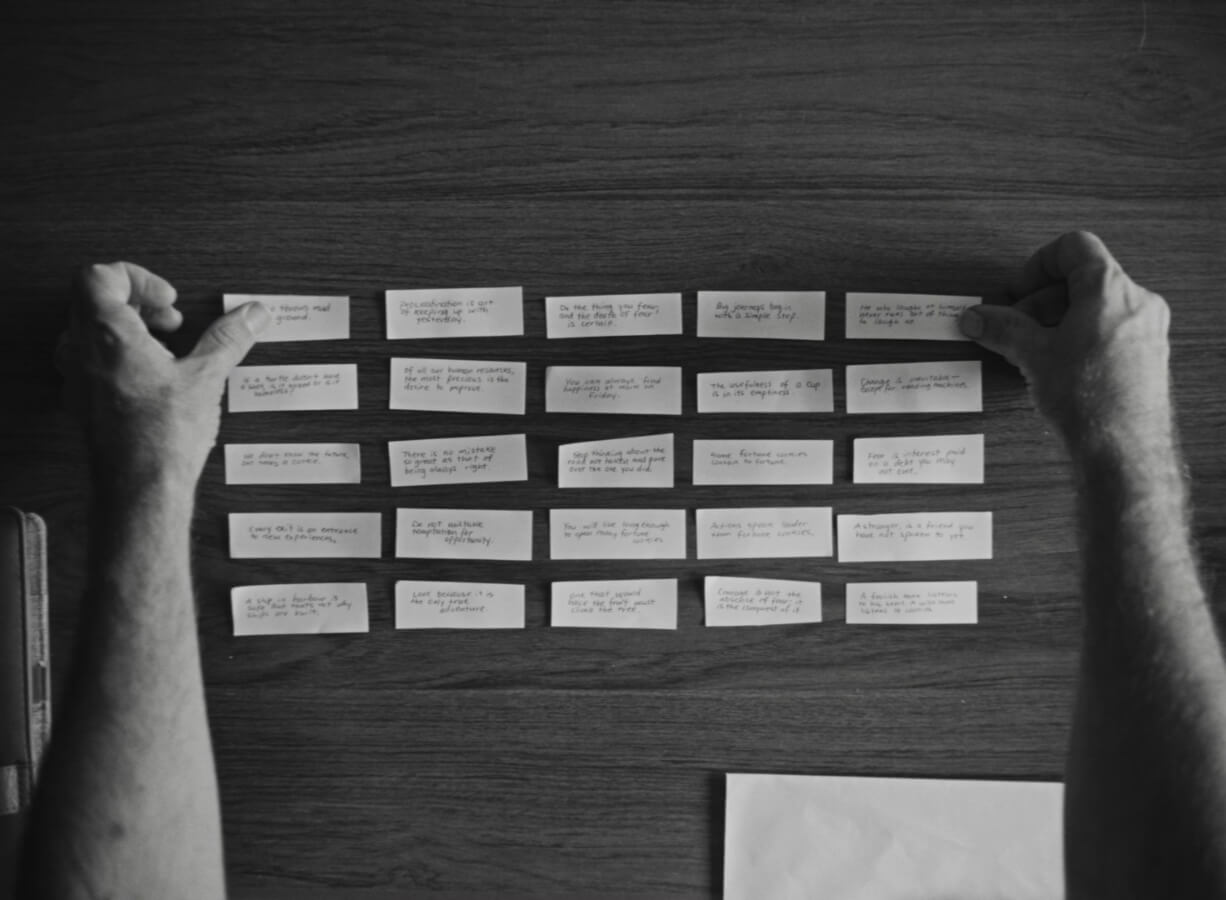 ground.
Procrastination is art
of keeping up with
yesterday.
Do the thing you fear,
and the death of fear
is certain.
Big journeys begin
with a simple step.
He who laughs at himself
never runs out of things
to laugh at.
If a turtle doesn't have
a shell, is it naked or is it
homeless?
Of all our human resources,
the most precious is the
desire to improve.
You can always find
happiness at work on
Friday.
The usefulness of a cup
is in its emptiness.
Change is inevitable—
except for vending machines.
We don't know the future,
but here's a cookie.
There is no mistake
so great as that of
being always right.
Stop thinking about the
road not taken and pave
over the one you did.
Some fortune cookies
contain no fortune.
Fear is interest paid
on a debt you may
not owe.
Every exit is an entrance
to new experiences.
Do not mistake
temptation for
opportunity.
You will live long enough
to open many fortune
cookies.
Actions speak louder
than fortune cookies.
A stranger, is a friend you
have not spoken to yet.
A ship in harbour is
safe but that's not why
ships are built.
Love because it is
the only true
adventure.
One that would
have the fruit must
climb the tree.
Courage is not the
absence of fear; it
is the conquest of it.
A foolish man listens
to his heart. A wise man
listens to cookies.